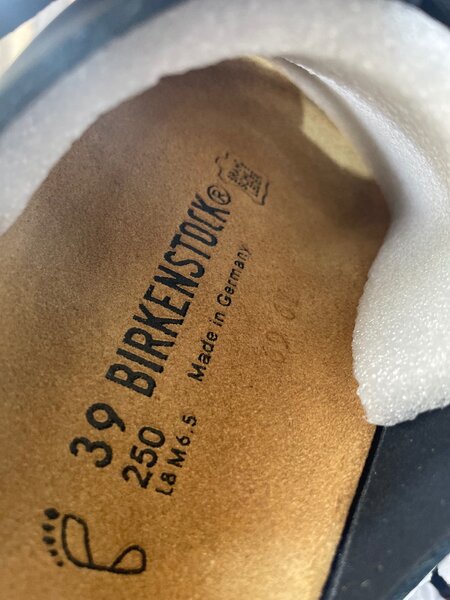 39 BIRKENSTOCK®
250
L8 M6.5
Made in Germany